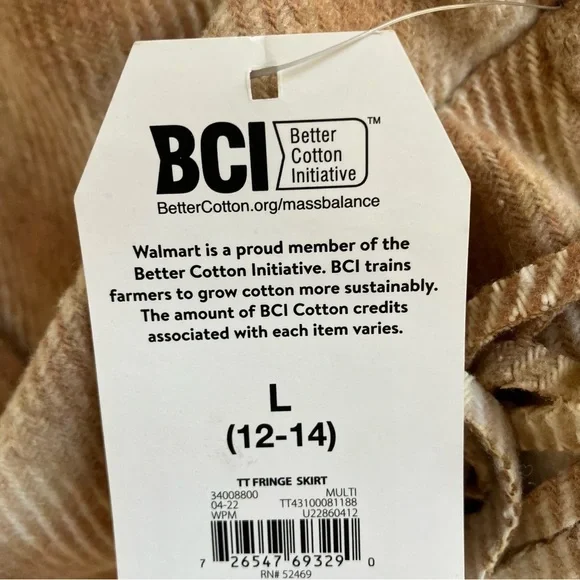 BCI Better Cotton Initiative™
BetterCotton.org/massbalance
Walmart is a proud member of the
Better Cotton Initiative. BCI trains
farmers to grow cotton more sustainably.
The amount of BCI Cotton credits
associated with each item varies.
L
(12-14)
TT FRINGE SKIRT
34008800 MULTI
04-22 TT43100081188
WPM U22860412
7 26547 69329 0
RN# 52469